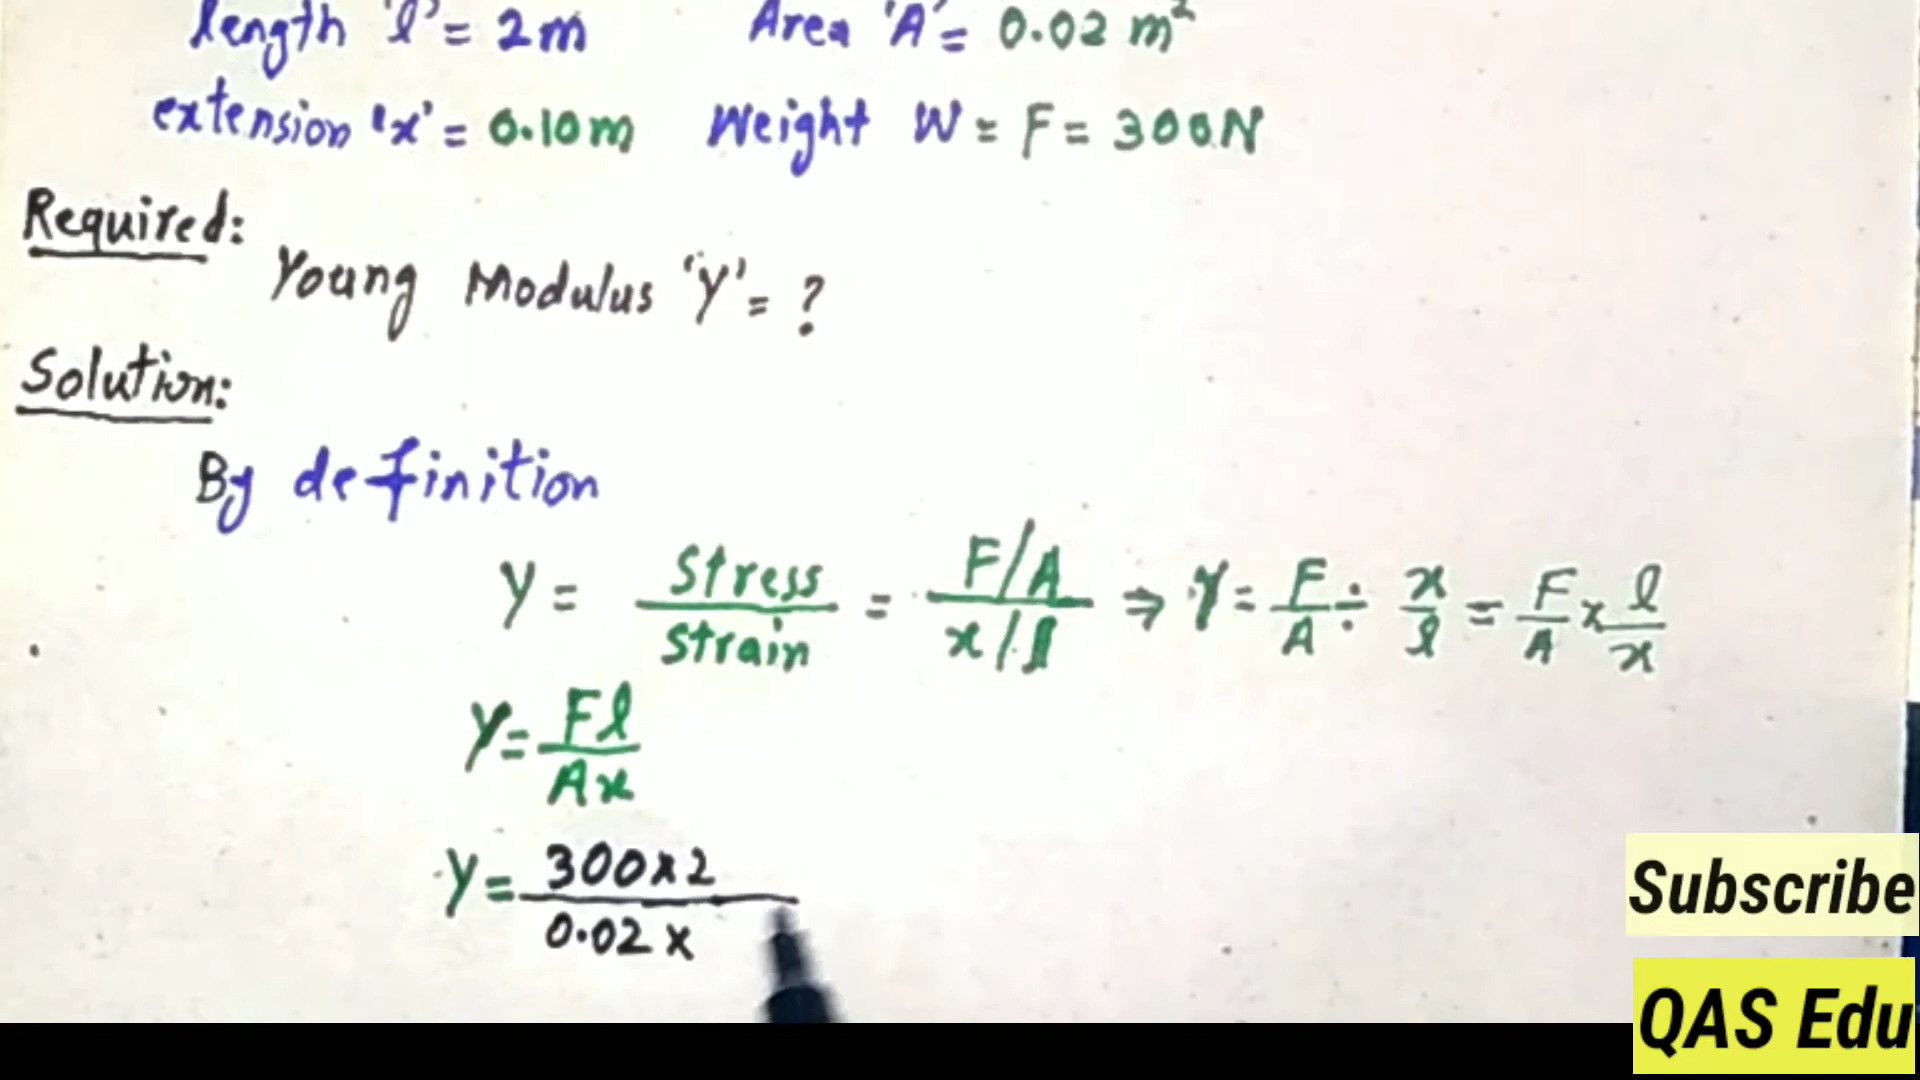 length 'l' = 2m Area 'A' = 0.02 m²
extension 'x' = 0.10m Weight W = F = 300N
Required:
Young Modulus 'Y' = ?
Solution:
By definition
Y = Stress/Strain = F/A / x/l ⇒ Y = F/A ÷ x/l = F/A × l/x
Y = Fl/Ax
Y = 300×2 / 0.02×
Subscribe
QAS Edu